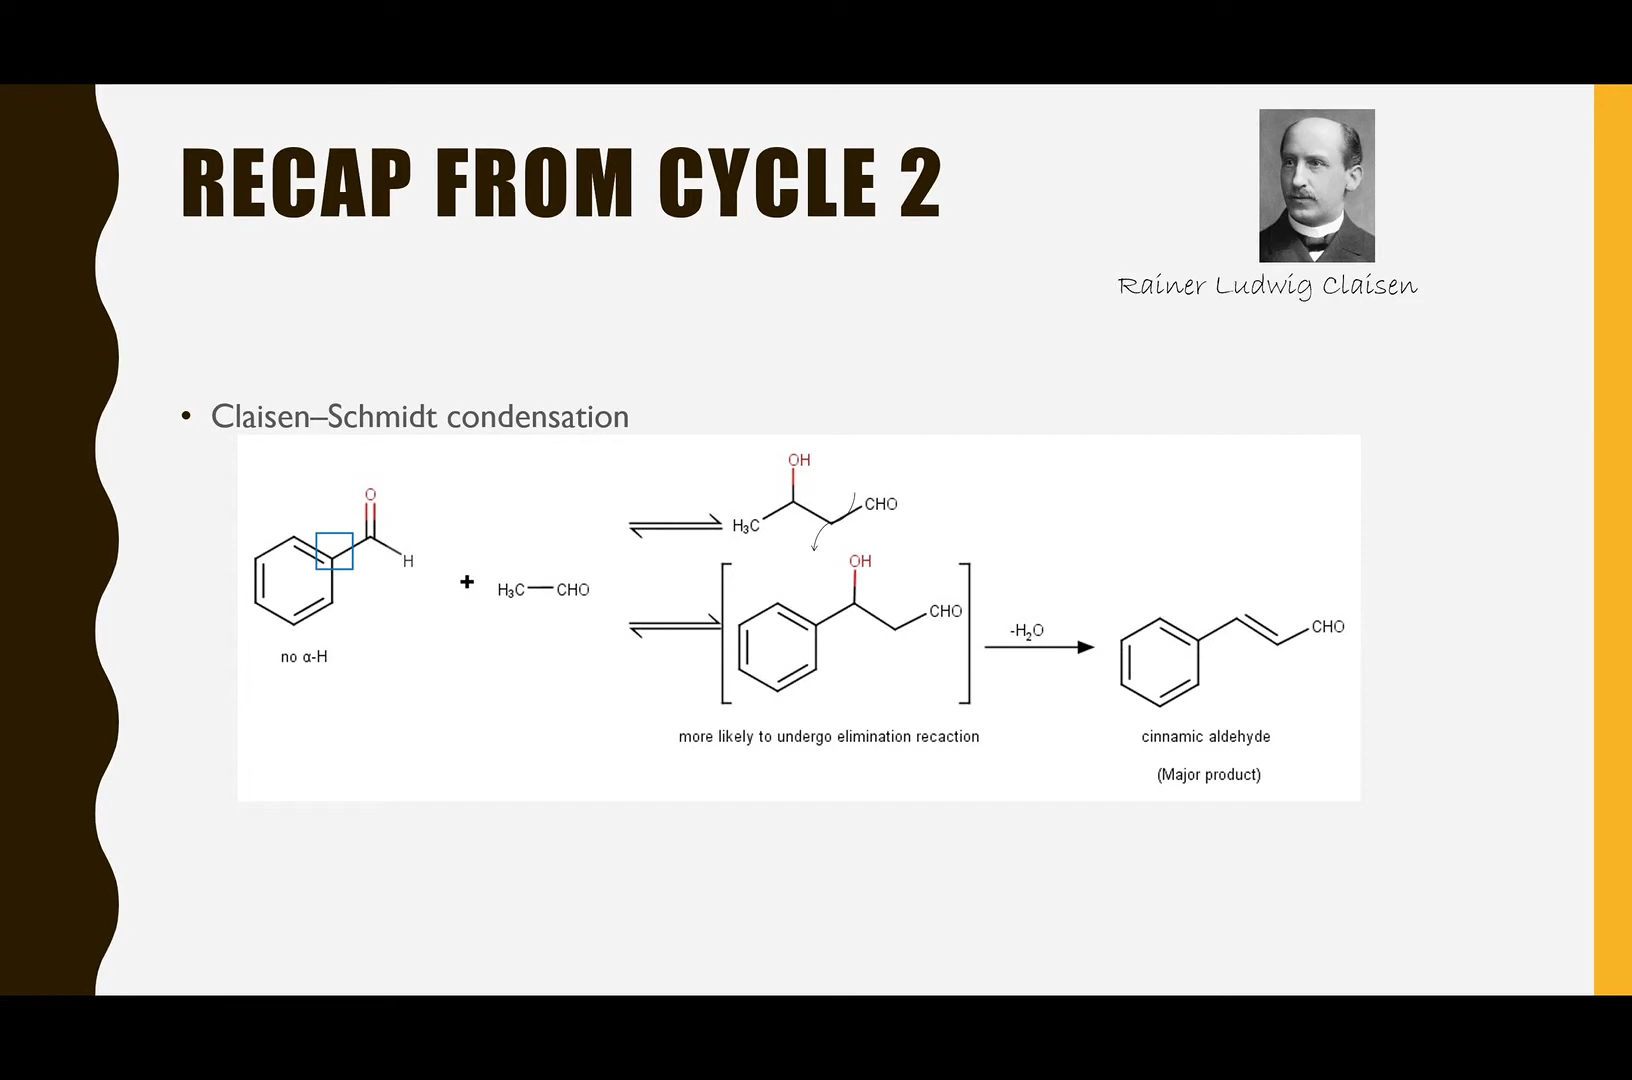 RECAP FROM CYCLE 2
Rainer Ludwig Claisen
• Claisen–Schmidt condensation
OH
CHO
H₃C
O
H
+
H₃C—CHO
no α-H
OH
CHO
-H₂O
CHO
more likely to undergo elimination recaction
cinnamic aldehyde
(Major product)